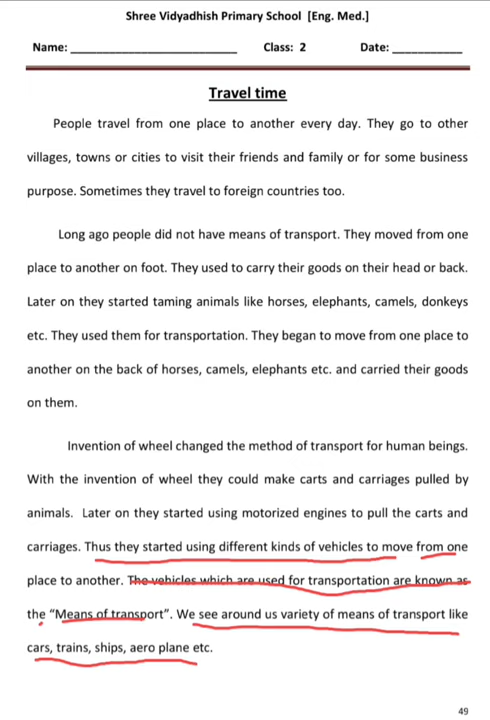 Shree Vidyadhish Primary School [Eng. Med.]
Name: __________________________ Class: 2 Date: ___________
Travel time
People travel from one place to another every day. They go to other
villages, towns or cities to visit their friends and family or for some business
purpose. Sometimes they travel to foreign countries too.
Long ago people did not have means of transport. They moved from one
place to another on foot. They used to carry their goods on their head or back.
Later on they started taming animals like horses, elephants, camels, donkeys
etc. They used them for transportation. They began to move from one place to
another on the back of horses, camels, elephants etc. and carried their goods
on them.
Invention of wheel changed the method of transport for human beings.
With the invention of wheel they could make carts and carriages pulled by
animals. Later on they started using motorized engines to pull the carts and
carriages. Thus they started using different kinds of vehicles to move from one
place to another. The vehicles which are used for transportation are known as
the “Means of transport”. We see around us variety of means of transport like
cars, trains, ships, aero plane etc.
49